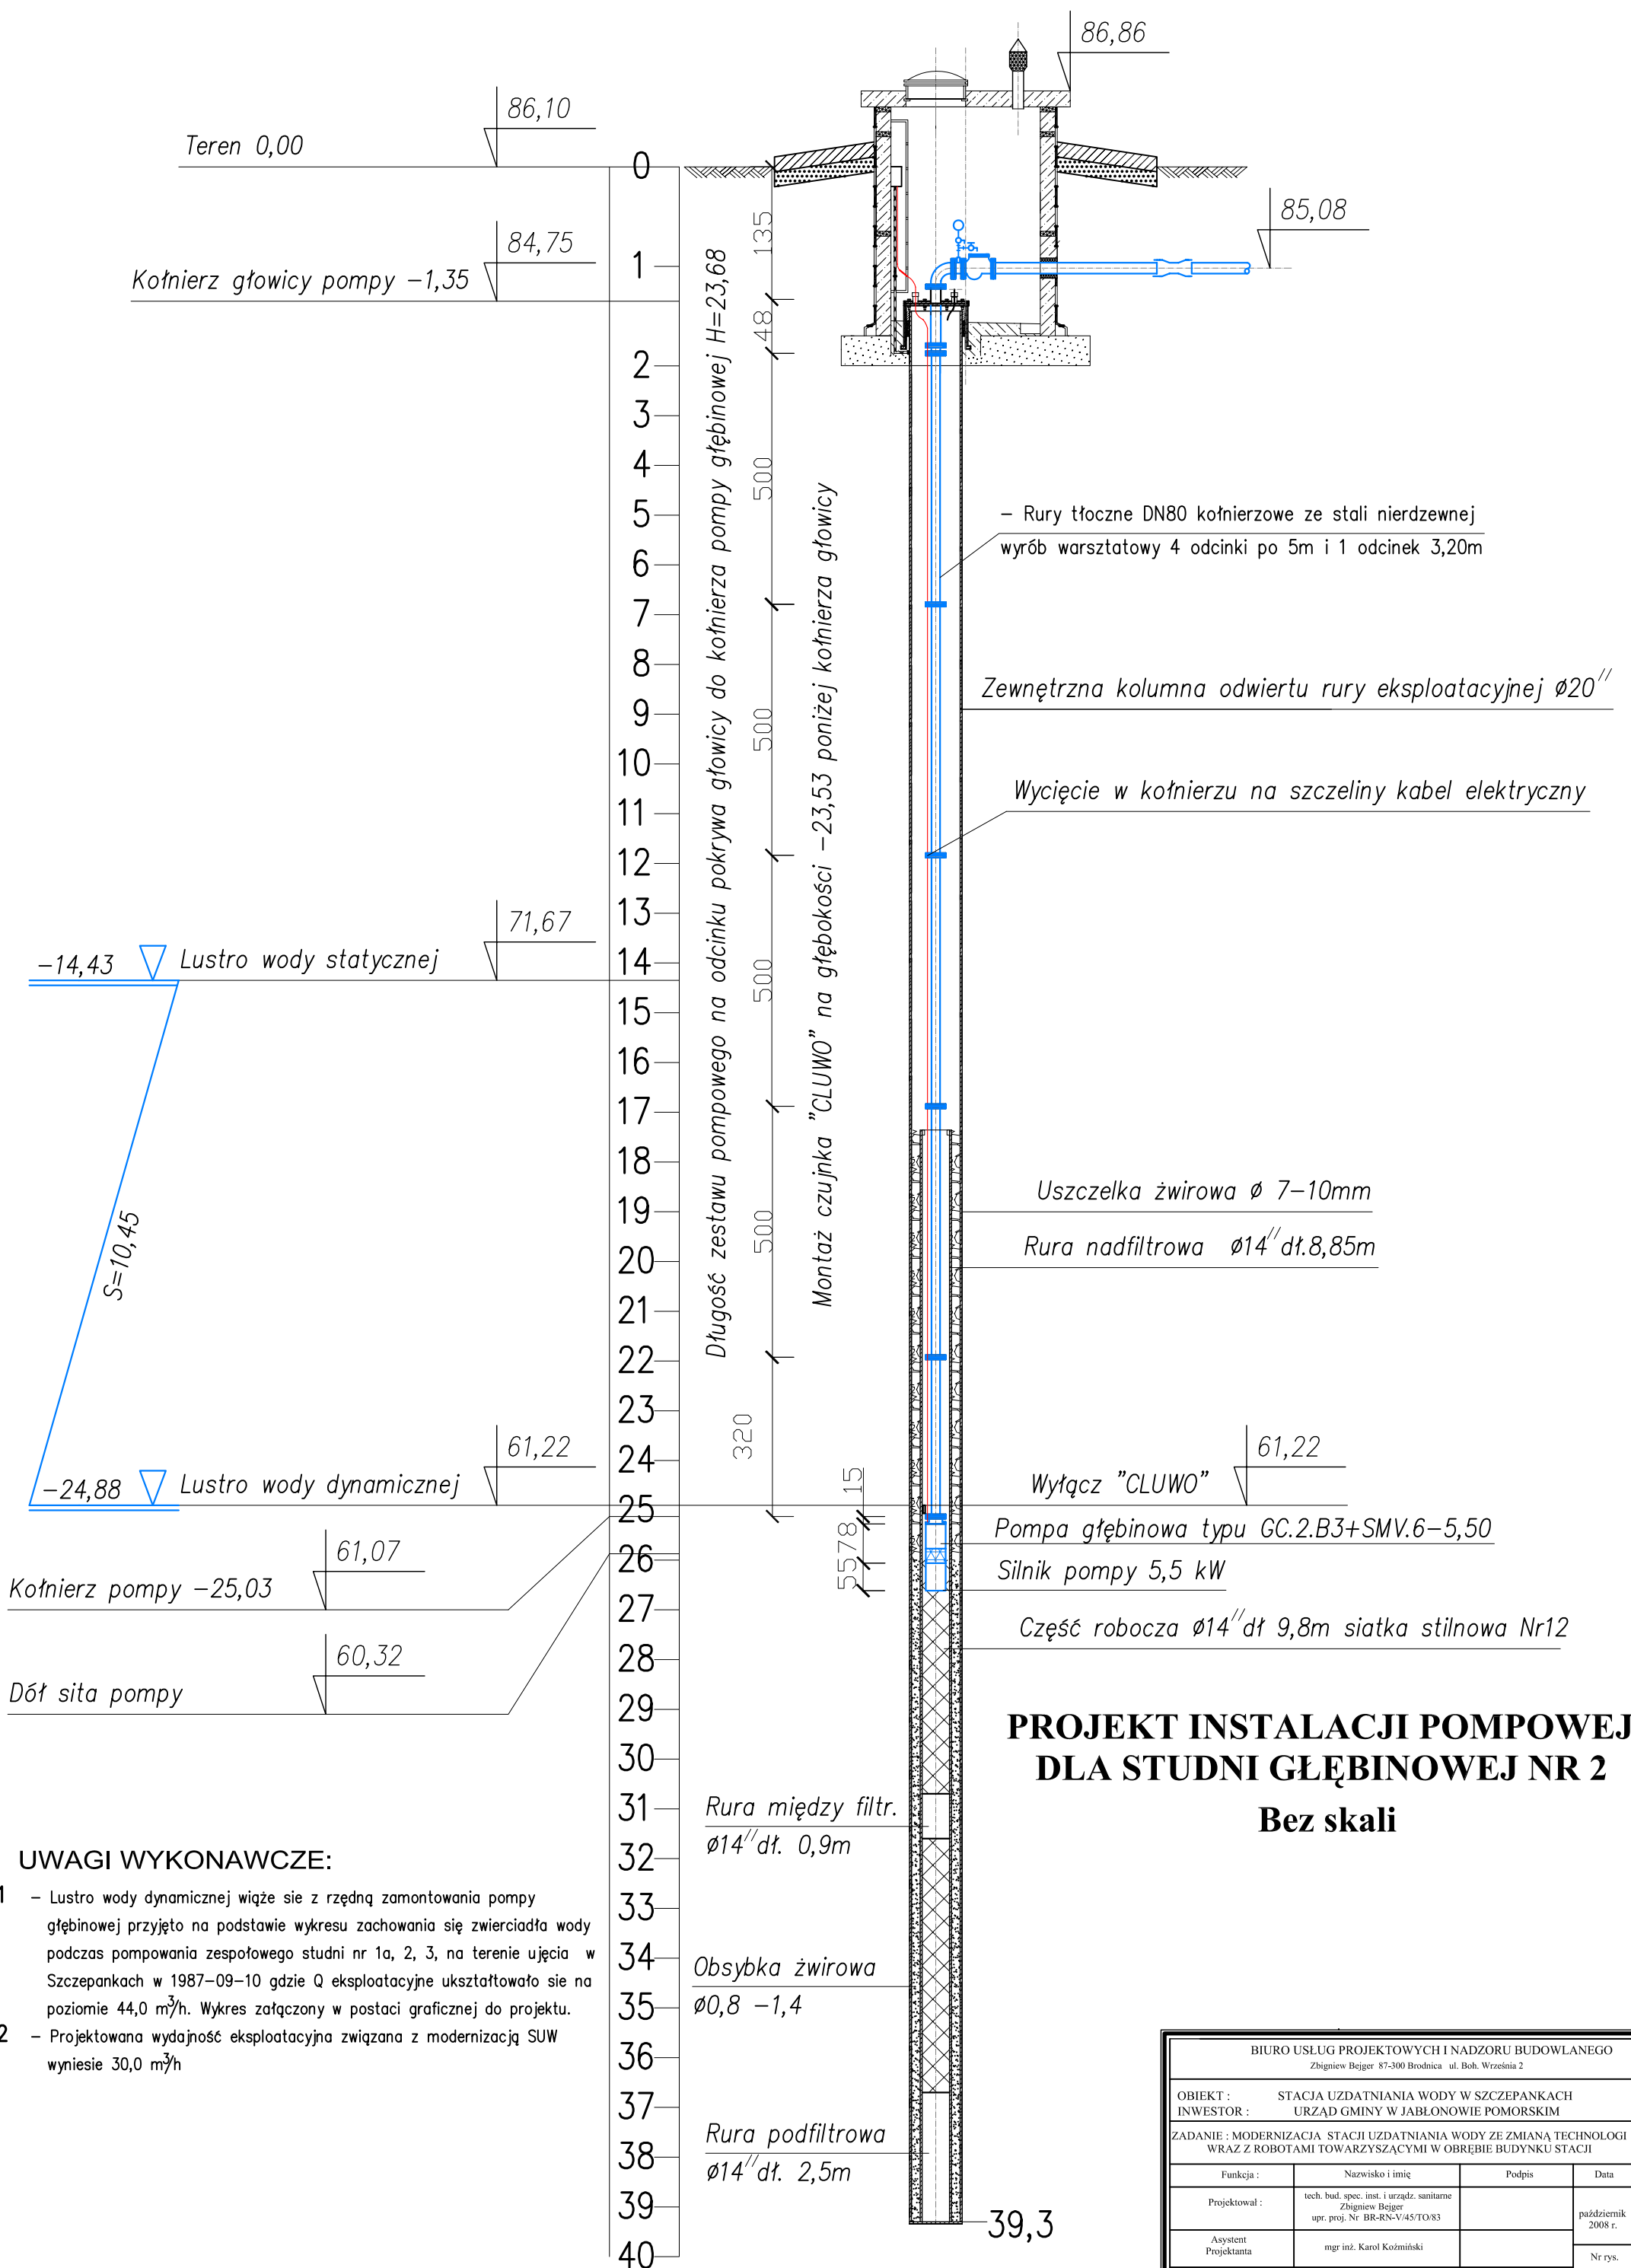 86,86
86,10
Teren 0,00
85,08
84,75
Kołnierz głowicy pompy –1,35
0
1
2
3
4
5
6
7
8
9
10
11
12
13
14
15
16
17
18
19
20
21
22
23
24
25
26
27
28
29
30
31
32
33
34
35
36
37
38
39
40
Długość zestawu pompowego na odcinku pokrywa głowicy do kołnierza pompy głębinowej H=23,68
135
48
500
500
500
500
320
Montaż czujnka "CLUWO" na głębokości –23,53 poniżej kołnierza głowicy
– Rury tłoczne DN80 kołnierzowe ze stali nierdzewnej
wyrób warsztatowy 4 odcinki po 5m i 1 odcinek 3,20m
Zewnętrzna kolumna odwiertu rury eksploatacyjnej ø20"
Wycięcie w kołnierzu na szczeliny kabel elektryczny
71,67
–14,43 Lustro wody statycznej
S=10,45
Uszczelka żwirowa ø 7–10mm
Rura nadfiltrowa ø14" dł.8,85m
61,22
–24,88 Lustro wody dynamicznej
61,22
Wyłącz "CLUWO"
15
78
55
Pompa głębinowa typu GC.2.B3+SMV.6–5,50
Silnik pompy 5,5 kW
61,07
Kołnierz pompy –25,03
Część robocza ø14" dł 9,8m siatka stilnowa Nr12
60,32
Dół sita pompy
PROJEKT INSTALACJI POMPOWEJ
DLA STUDNI GŁĘBINOWEJ NR 2
Bez skali
Rura między filtr.
ø14" dł. 0,9m
UWAGI WYKONAWCZE:
1 – Lustro wody dynamicznej wiąże sie z rzędną zamontowania pompy
głębinowej przyjęto na podstawie wykresu zachowania się zwierciadła wody
podczas pompowania zespołowego studni nr 1a, 2, 3, na terenie ujęcia w
Szczepankach w 1987–09–10 gdzie Q eksploatacyjne ukształtowało sie na
poziomie 44,0 m³/h. Wykres załączony w postaci graficznej do projektu.
2 – Projektowana wydajność eksploatacyjna związana z modernizacją SUW
wyniesie 30,0 m³/h
Obsybka żwirowa
ø0,8 –1,4
Rura podfiltrowa
ø14" dł. 2,5m
39,3
BIURO USŁUG PROJEKTOWYCH I NADZORU BUDOWLANEGO
Zbigniew Bejger 87-300 Brodnica ul. Boh. Września 2
OBIEKT : STACJA UZDATNIANIA WODY W SZCZEPANKACH
INWESTOR : URZĄD GMINY W JABŁONOWIE POMORSKIM
ZADANIE : MODERNIZACJA STACJI UZDATNIANIA WODY ZE ZMIANĄ TECHNOLOGI
WRAZ Z ROBOTAMI TOWARZYSZĄCYMI W OBRĘBIE BUDYNKU STACJI
Funkcja : Nazwisko i imię Podpis Data
Projektował : tech. bud. spec. inst. i urządz. sanitarne
Zbigniew Bejger
upr. proj. Nr BR-RN-V/45/TO/83
październik
2008 r.
Asystent
Projektanta
mgr inż. Karol Koźmiński
Nr rys.